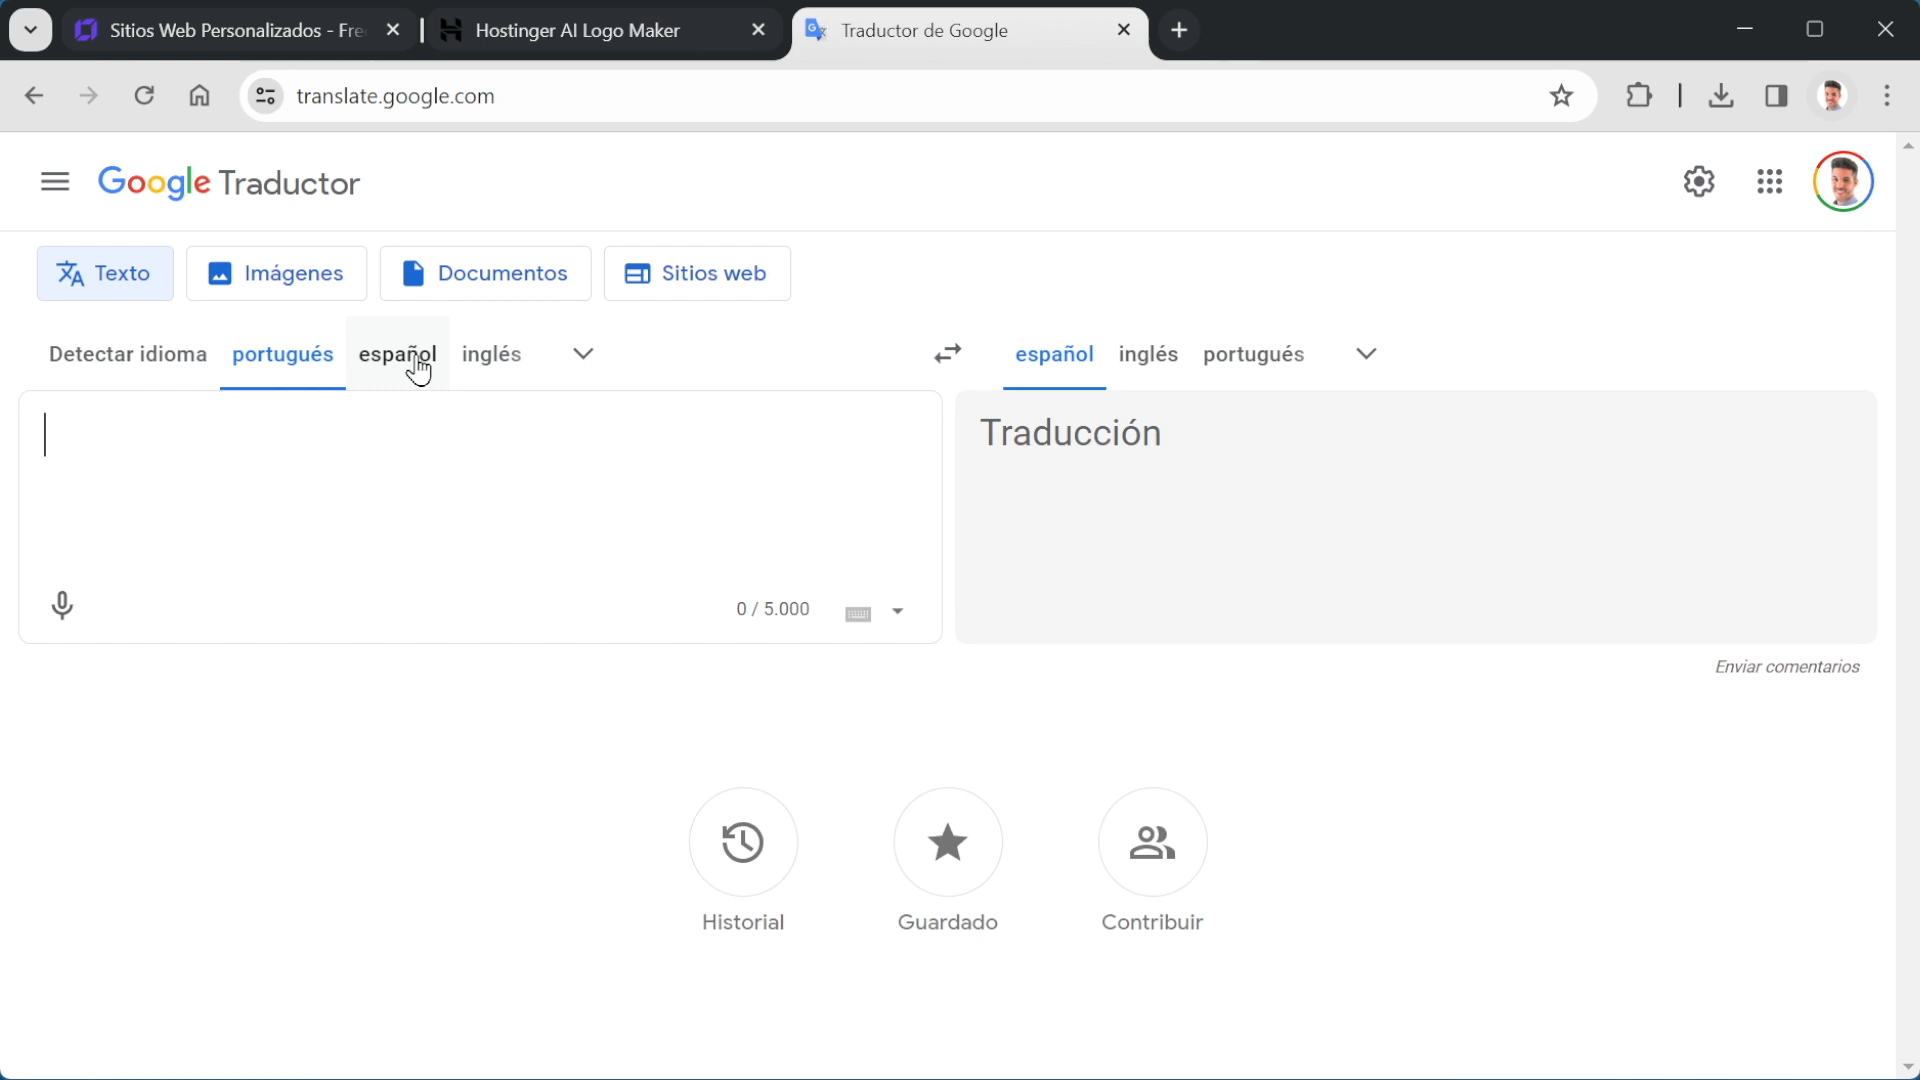 Sitios Web Personalizados - Fre
Hostinger AI Logo Maker
Traductor de Google
translate.google.com
Google Traductor
Texto
Imágenes
Documentos
Sitios web
Detectar idioma
portugués
español
inglés
español
inglés
portugués
Traducción
0 / 5.000
Enviar comentarios
Historial
Guardado
Contribuir